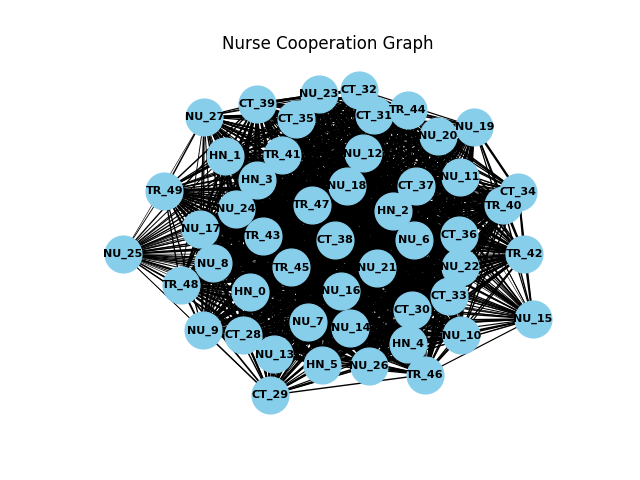 Nurse Cooperation Graph
CT_32
NU_23
CT_39
TR_44
CT_31
NU_27
CT_35
NU_19
NU_20
NU_12
TR_41
HN_1
NU_11
HN_3
NU_18
CT_37
TR_49
CT_34
TR_47
TR_40
NU_24
HN_2
NU_17
CT_36
TR_43
CT_38
NU_6
NU_25
TR_42
NU_8
TR_45
NU_21
NU_22
TR_48
HN_0
NU_16
CT_33
CT_30
NU_15
NU_7
NU_14
NU_9
CT_28
NU_10
HN_4
NU_13
HN_5
NU_26
TR_46
CT_29